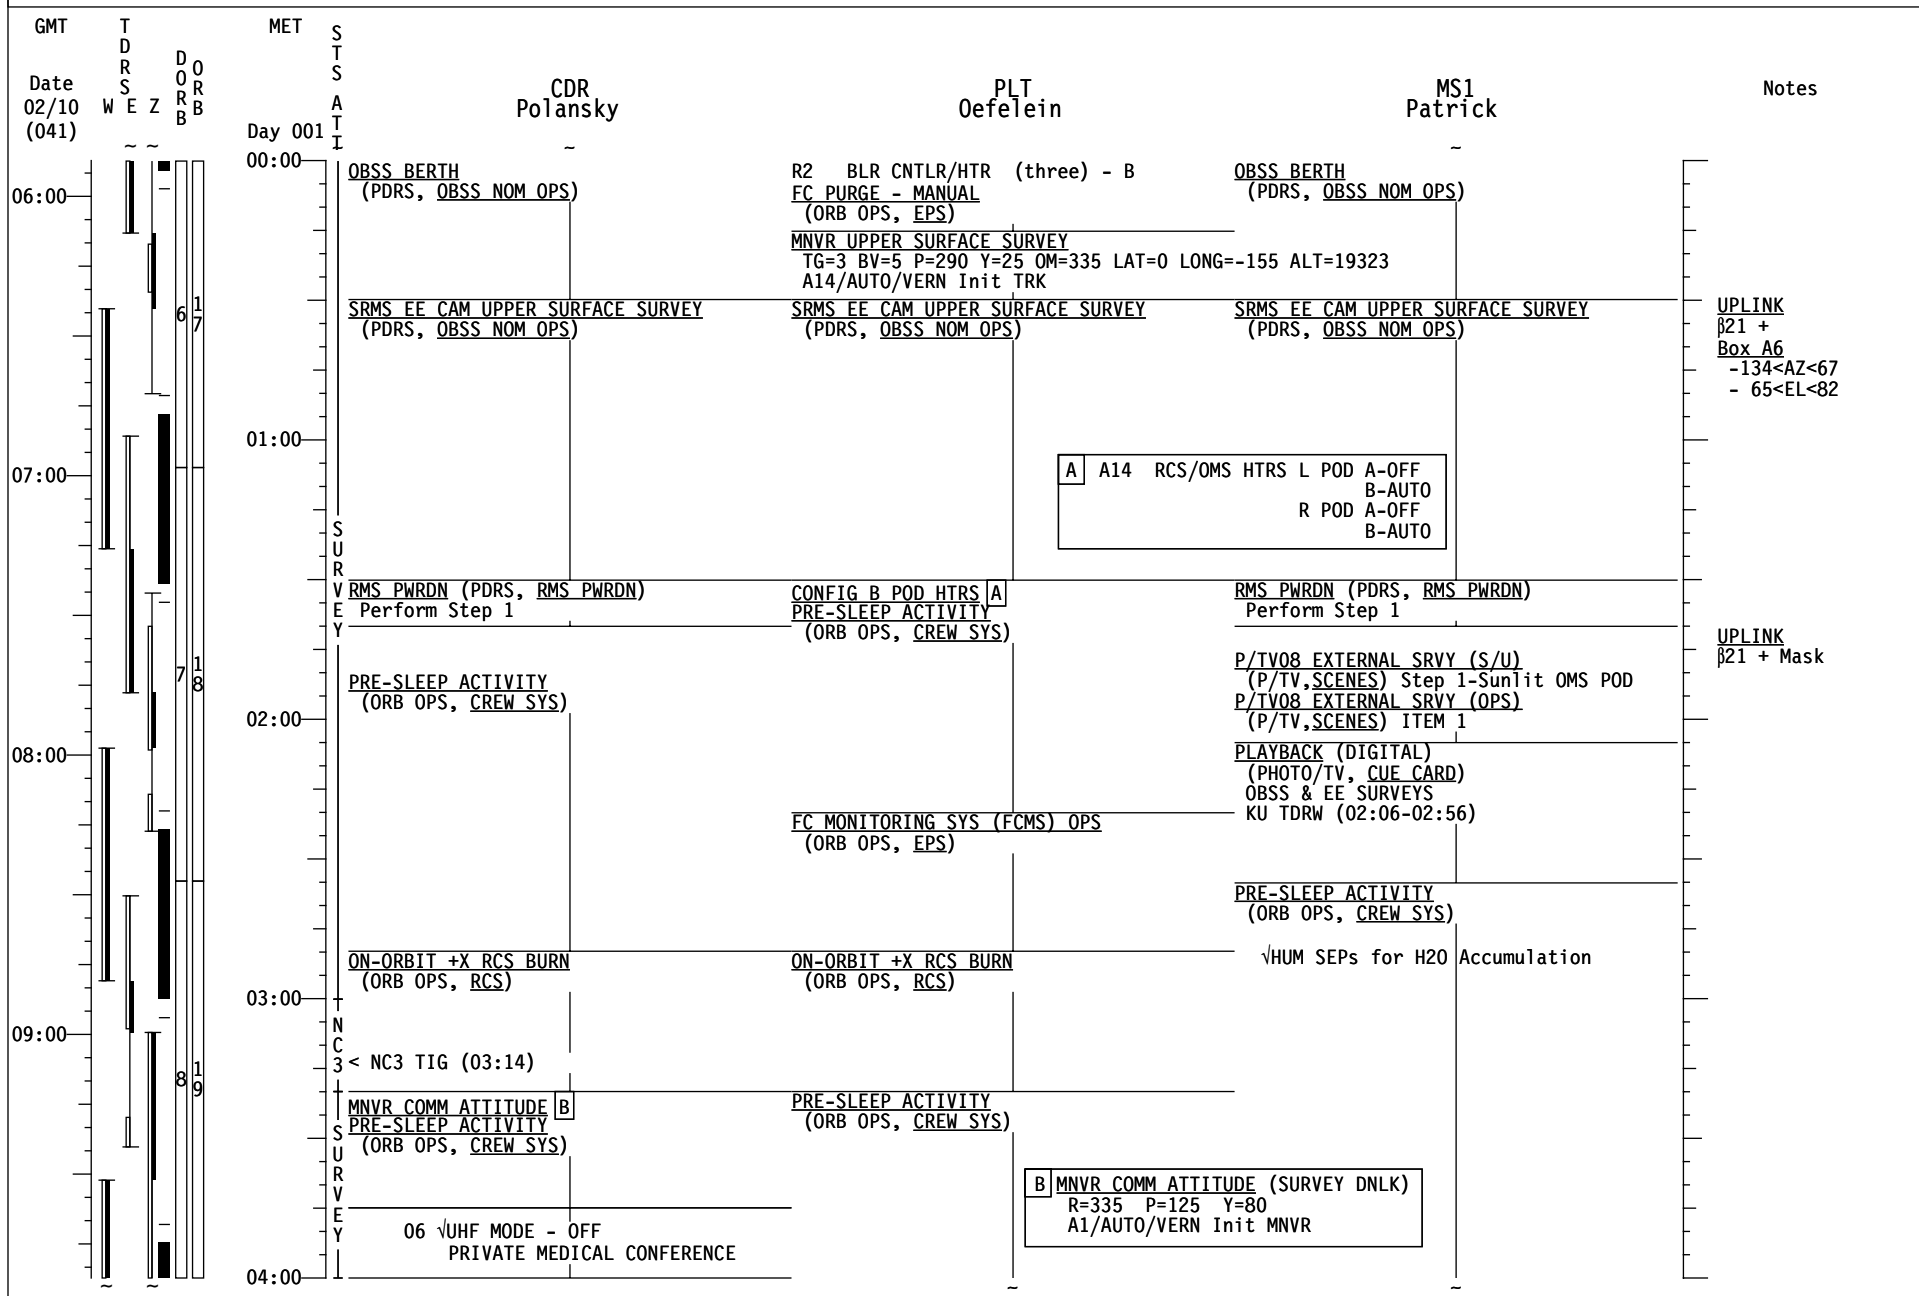 GMT
TDRS
DORB
ORB
MET
STS ATT
Date
02/10
(041)
W E Z
Day 001
CDR
Polansky
PLT
Oefelein
MS1
Patrick
Notes
~ ~
~
~
00:00
06:00
01:00
07:00
02:00
08:00
03:00
09:00
04:00
6
17
7
18
8
19
SURVEY
NC3
SURVEY
OBSS BERTH
(PDRS, OBSS NOM OPS)
SRMS EE CAM UPPER SURFACE SURVEY
(PDRS, OBSS NOM OPS)
RMS PWRDN (PDRS, RMS PWRDN)
Perform Step 1
PRE-SLEEP ACTIVITY
(ORB OPS, CREW SYS)
ON-ORBIT +X RCS BURN
(ORB OPS, RCS)
< NC3 TIG (03:14)
MNVR COMM ATTITUDE B
PRE-SLEEP ACTIVITY
(ORB OPS, CREW SYS)
06 √UHF MODE - OFF
PRIVATE MEDICAL CONFERENCE
R2 BLR CNTLR/HTR (three) - B
FC PURGE - MANUAL
(ORB OPS, EPS)
MNVR UPPER SURFACE SURVEY
TG=3 BV=5 P=290 Y=25 OM=335 LAT=0 LONG=-155 ALT=19323
A14/AUTO/VERN Init TRK
SRMS EE CAM UPPER SURFACE SURVEY
(PDRS, OBSS NOM OPS)
A A14 RCS/OMS HTRS L POD A-OFF
B-AUTO
R POD A-OFF
B-AUTO
CONFIG B POD HTRS A
PRE-SLEEP ACTIVITY
(ORB OPS, CREW SYS)
FC MONITORING SYS (FCMS) OPS
(ORB OPS, EPS)
ON-ORBIT +X RCS BURN
(ORB OPS, RCS)
PRE-SLEEP ACTIVITY
(ORB OPS, CREW SYS)
B MNVR COMM ATTITUDE (SURVEY DNLK)
R=335 P=125 Y=80
A1/AUTO/VERN Init MNVR
OBSS BERTH
(PDRS, OBSS NOM OPS)
SRMS EE CAM UPPER SURFACE SURVEY
(PDRS, OBSS NOM OPS)
RMS PWRDN (PDRS, RMS PWRDN)
Perform Step 1
P/TV08 EXTERNAL SRVY (S/U)
(P/TV,SCENES) Step 1-Sunlit OMS POD
P/TV08 EXTERNAL SRVY (OPS)
(P/TV,SCENES) ITEM 1
PLAYBACK (DIGITAL)
(PHOTO/TV, CUE CARD)
OBSS & EE SURVEYS
KU TDRW (02:06-02:56)
PRE-SLEEP ACTIVITY
(ORB OPS, CREW SYS)
√HUM SEPs for H2O Accumulation
UPLINK
β21 +
Box A6
-134<AZ<67
- 65<EL<82
UPLINK
β21 + Mask
~ ~
~
~